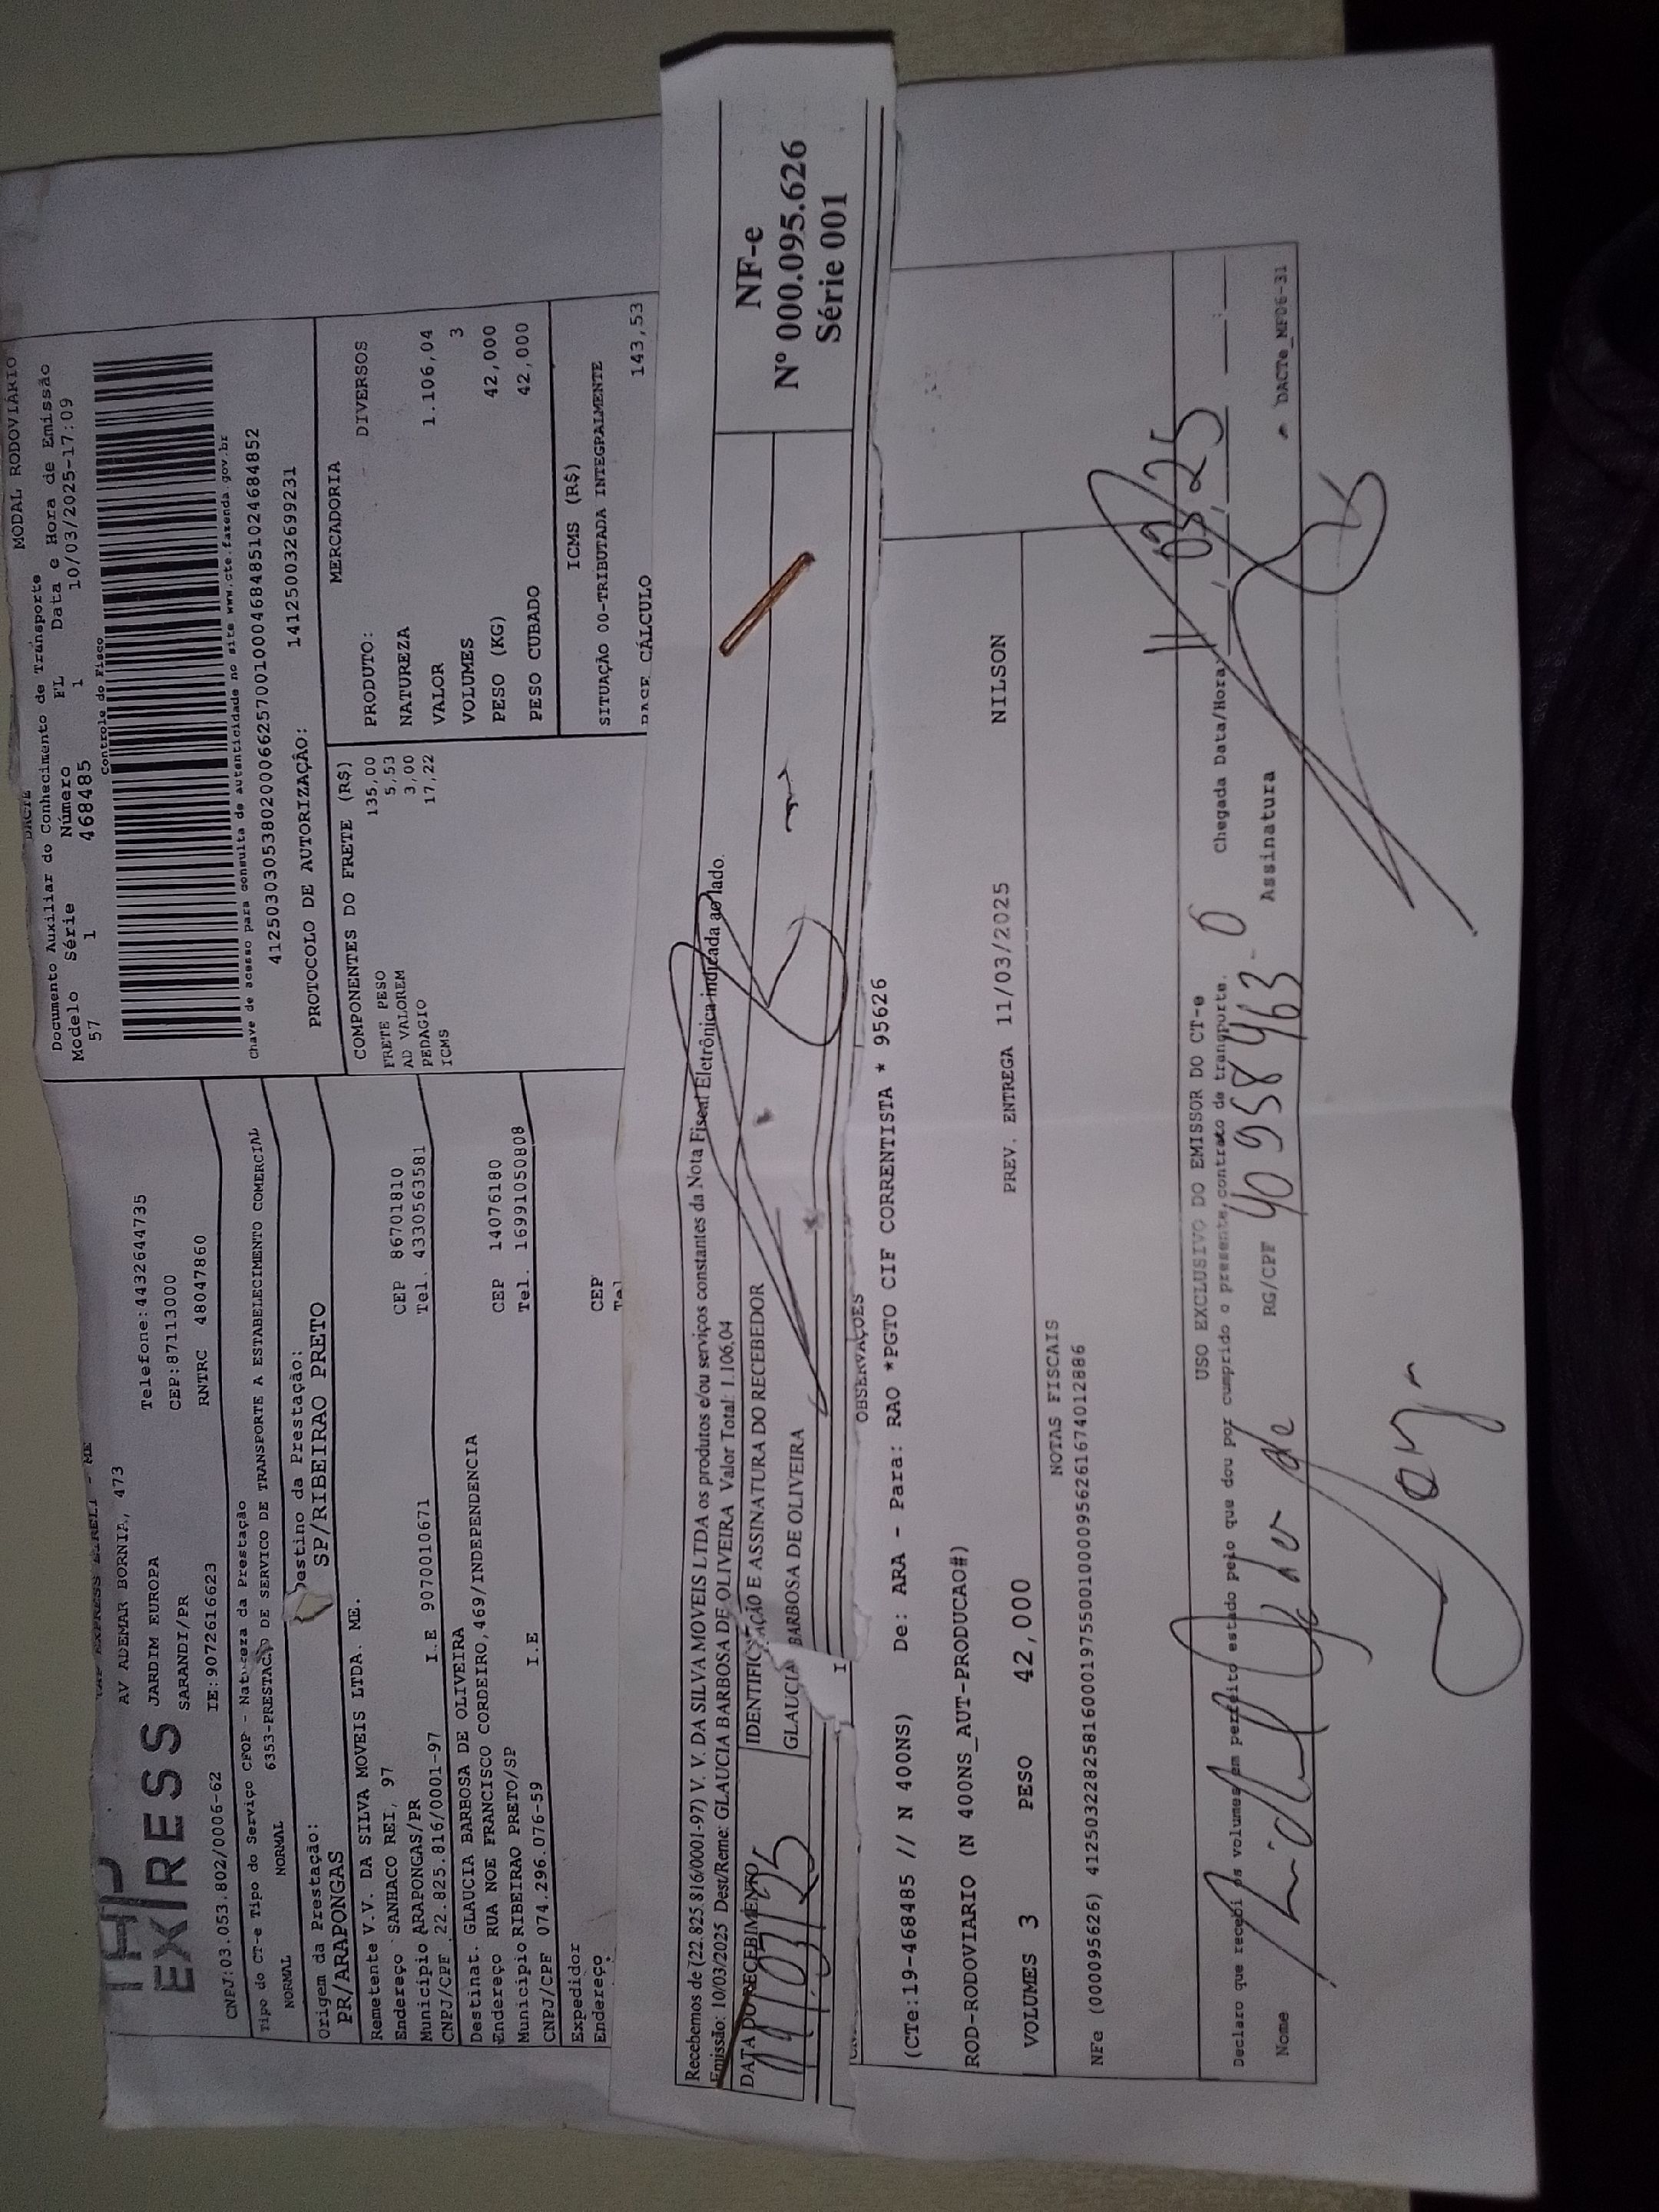 MODAL RODOVIÁRIO
Documento Auxiliar do Conhecimento de Transporte
Modelo Série Número FL Data e Hora de Emissão
57 1 468485 1 10/03/2025-17:09
Controle do Fisco
Chave de acesso para consulta de autenticidade no site www.cte.fazenda.gov.br
41250303053802000662570010004684851024684852
PROTOCOLO DE AUTORIZAÇÃO: 141250032699231
EXPRESS EIRELI - ME
AV ADEMAR BORNIA, 473
JARDIM EUROPA
SARANDI/PR
Telefone:4432644735
CEP:87113000
RNTRC 48047860
EXPRESS
CNPJ:03.053.802/0006-62 IE:9072616623
Tipo do CT-e Tipo do Serviço CFOP - Natureza da Prestação
NORMAL NORMAL 6353-PRESTACAO DE SERVICO DE TRANSPORTE A ESTABELECIMENTO COMERCIAL
Origem da Prestação: Destino da Prestação:
PR/ARAPONGAS SP/RIBEIRAO PRETO
Remetente V.V. DA SILVA MOVEIS LTDA. ME.
Endereço SANHACO REI, 97 CEP 86701810
Município ARAPONGAS/PR Tel. 4330563581
CNPJ/CPF 22.825.816/0001-97 I.E 9070010671
Destinat. GLAUCIA BARBOSA DE OLIVEIRA
Endereço RUA NOE FRANCISCO CORDEIRO,469/INDEPENDENCIA CEP 14076180
Município RIBEIRAO PRETO/SP Tel. 16991050808
CNPJ/CPF 074.296.076-59 I.E
Expedidor
Endereço CEP
COMPONENTES DO FRETE (R$)
FRETE PESO 135,00
AD VALOREM 5,53
PEDAGIO 3,00
ICMS 17,22
MERCADORIA
PRODUTO: DIVERSOS
NATUREZA
VALOR 1.106,04
VOLUMES 3
PESO (KG) 42,000
PESO CUBADO 42,000
ICMS (R$)
SITUAÇÃO 00-TRIBUTADA INTEGRALMENTE
BASE CÁLCULO 143,53
Recebemos de (22.825.816/0001-97) V. V. DA SILVA MOVEIS LTDA os produtos e/ou serviços constantes da Nota Fiscal Eletrônica indicada ao lado.
Emissão: 10/03/2025 Dest/Reme: GLAUCIA BARBOSA DE OLIVEIRA Valor Total: 1.106,04
DATA DO RECEBIMENTO IDENTIFICAÇÃO E ASSINATURA DO RECEBEDOR
11/03/25 GLAUCIA BARBOSA DE OLIVEIRA
NF-e
Nº 000.095.626
Série 001
OBSERVAÇOES
(CTe:19-468485 // N 400NS) De: ARA - Para: RAO *PGTO CIF CORRENTISTA * 95626
ROD-RODOVIARIO (N 400NS_AUT-PRODUCAO#)
VOLUMES 3 PESO 42,000 PREV. ENTREGA 11/03/2025 NILSON
NOTAS FISCAIS
NFe (000095626) 41250322825816000197550010000956261674012886
USO EXCLUSIVO DO EMISSOR DO CT-e
Declaro que recebi os volumes em perfeito estado pelo que dou por cumprido o presente contrato de transporte.
Nome RG/CPF 40958463 Chegada Data/Hora 11/03/25
Assinatura
DACTe_MF06-31